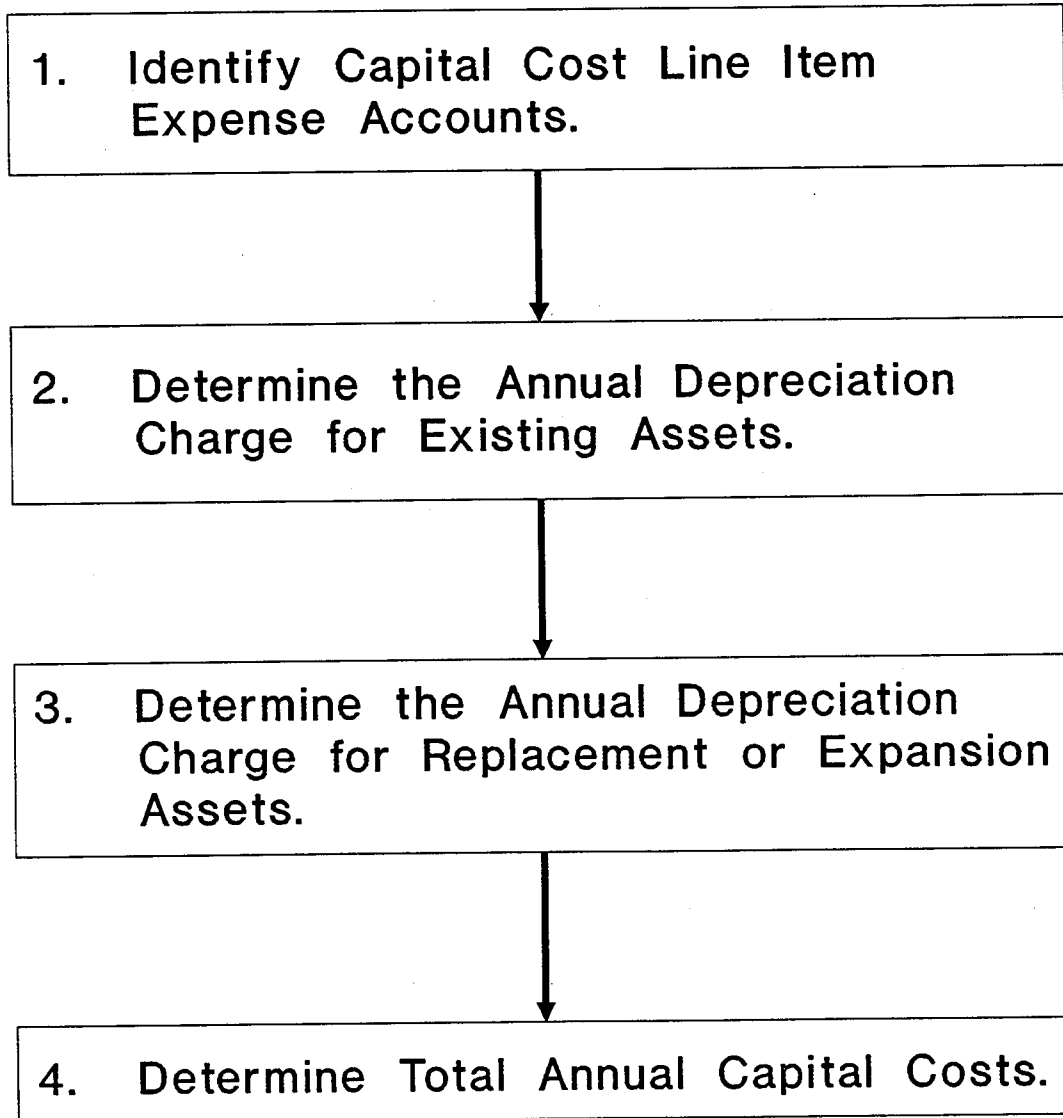 1. Identify Capital Cost Line Item
Expense Accounts.
2. Determine the Annual Depreciation
Charge for Existing Assets.
3. Determine the Annual Depreciation
Charge for Replacement or Expansion
Assets.
4. Determine Total Annual Capital Costs.